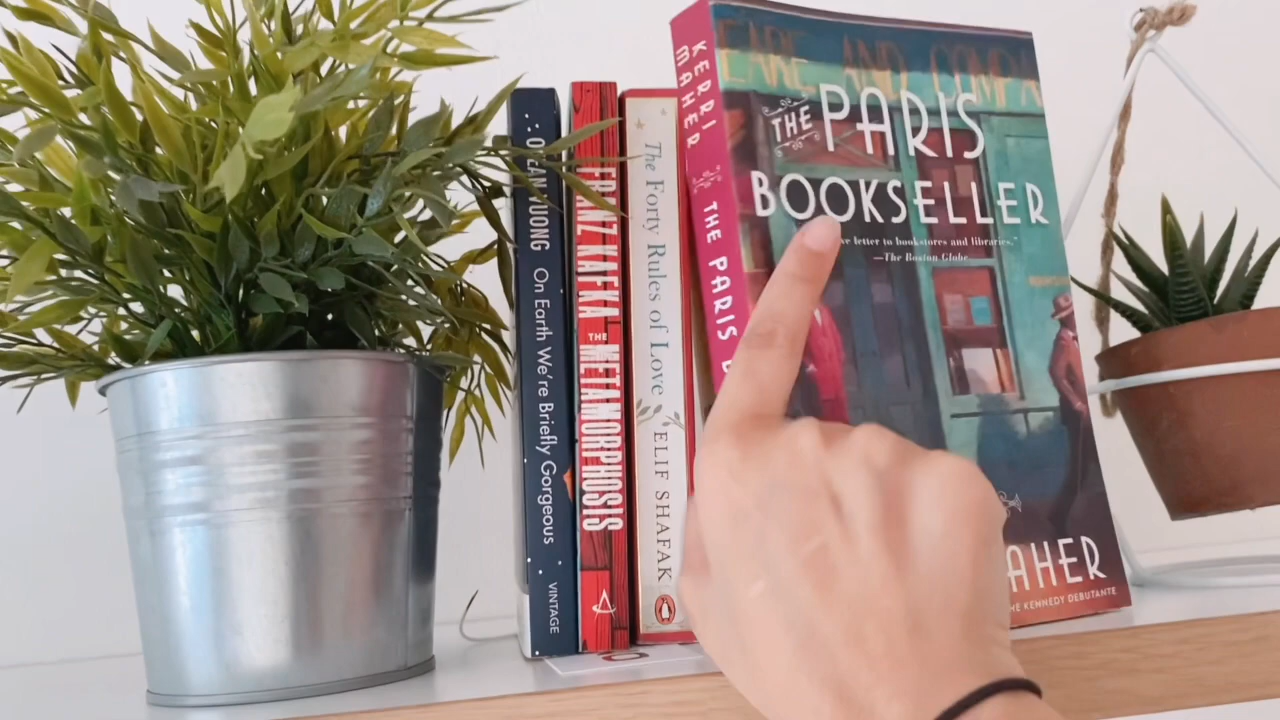 OCEAN VUONG On Earth We're Briefly Gorgeous VINTAGE
FRANZ KAFKA THE METAMORPHOSIS
The Forty Rules of Love ELIF SHAFAK
KERRI MAHER THE PARIS
AND
THE PARIS
BOOKSELLER
letter to bookstores and libraries."
—The Boston Globe
MAHER
THE KENNEDY DEBUTANTE